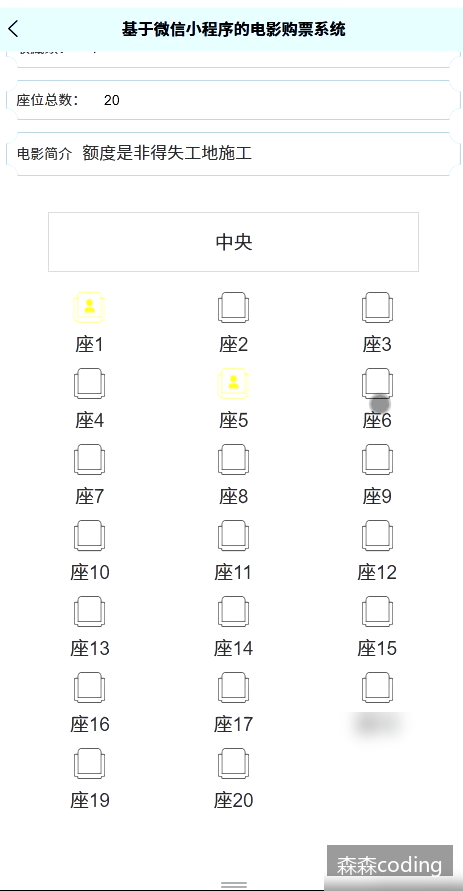 基于微信小程序的电影购票系统
座位总数： 20
电影简介 额度是非得失工地施工
中央
座1 座2 座3
座4 座5 座6
座7 座8 座9
座10 座11 座12
座13 座14 座15
座16 座17
座19 座20
森森coding